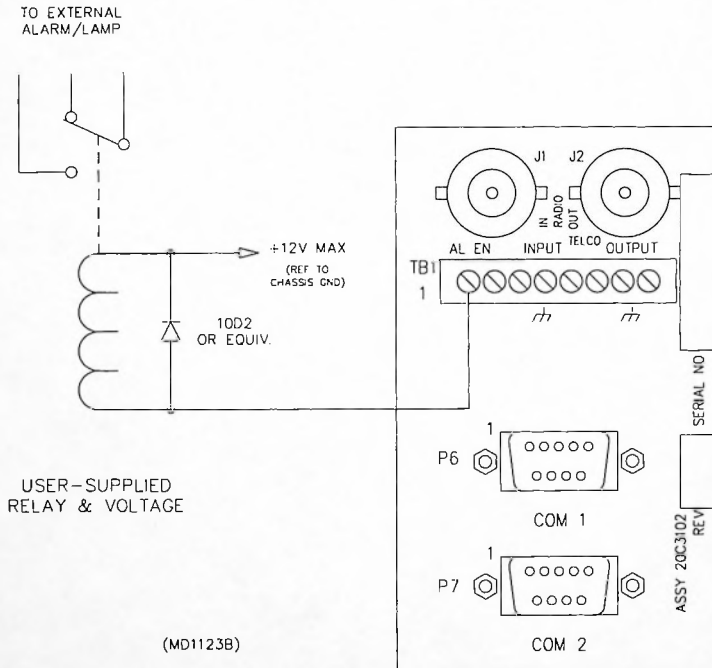 TO EXTERNAL
ALARM/LAMP
J1 J2
IN
RADIO
OUT
TELCO
AL EN INPUT OUTPUT
TB1
1
+12V MAX
(REF TO
CHASSIS GND)
10D2
OR EQUIV.
SERIAL NO
1
P6
COM 1
USER-SUPPLIED
RELAY & VOLTAGE
ASSY 20C3102
REV
1
P7
COM 2
(MD1123B)